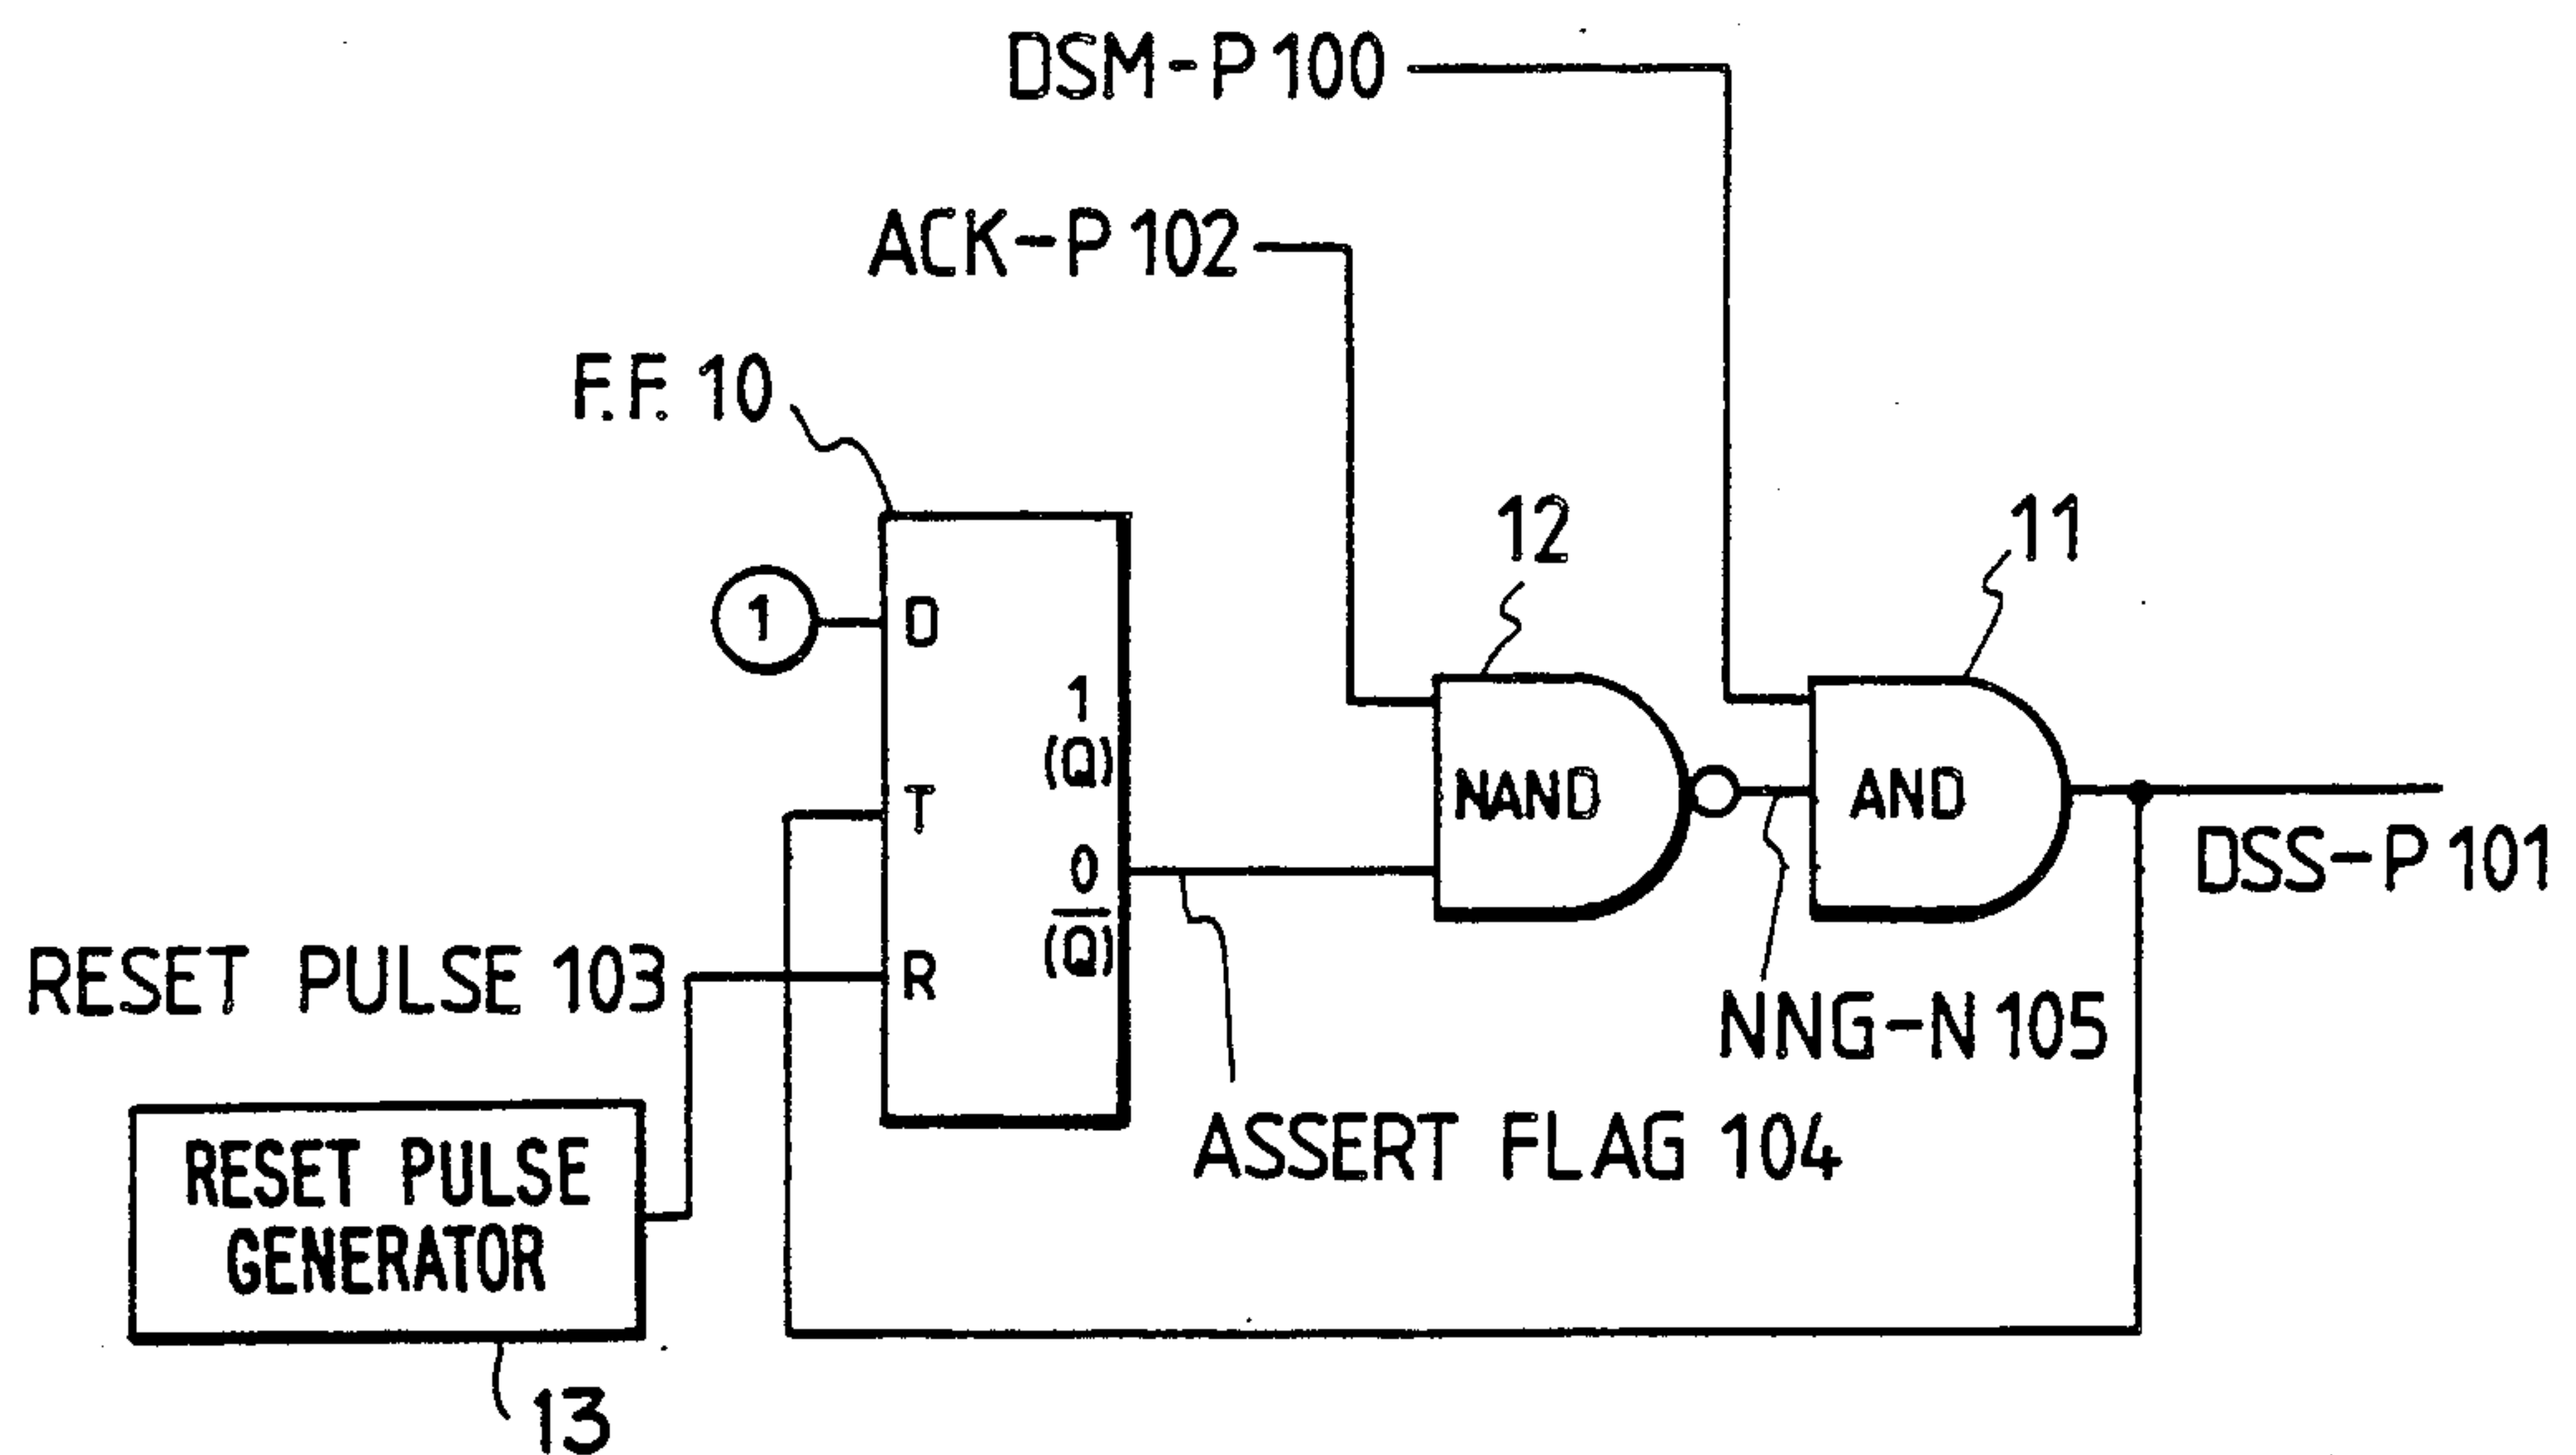 DSM-P 100
ACK-P 102
F.F. 10
12
11
1
D
1
(Q)
NAND
AND
T
DSS-P 101
0
(Q̅)
R
RESET PULSE 103
NNG-N 105
ASSERT FLAG 104
RESET PULSE
GENERATOR
13